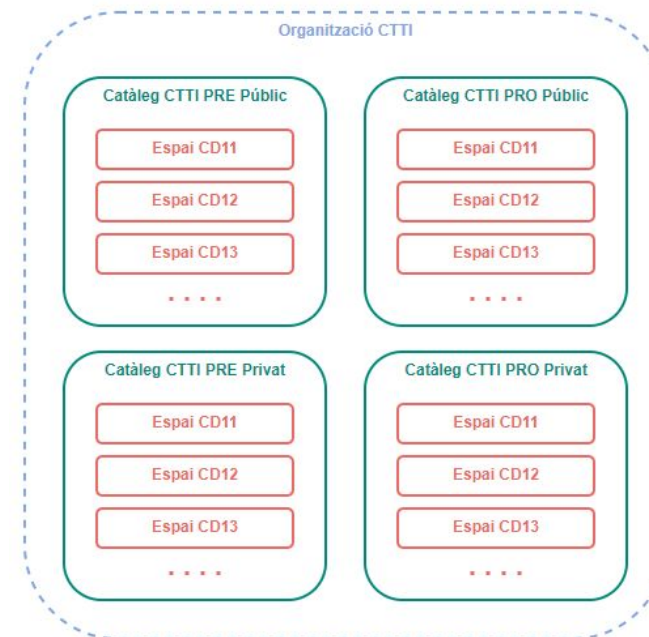 Organització CTTI
Catàleg CTTI PRE Públic
Espai CD11
Espai CD12
Espai CD13
. . . .
Catàleg CTTI PRO Públic
Espai CD11
Espai CD12
Espai CD13
. . . .
Catàleg CTTI PRE Privat
Espai CD11
Espai CD12
Espai CD13
. . . .
Catàleg CTTI PRO Privat
Espai CD11
Espai CD12
Espai CD13
. . . .